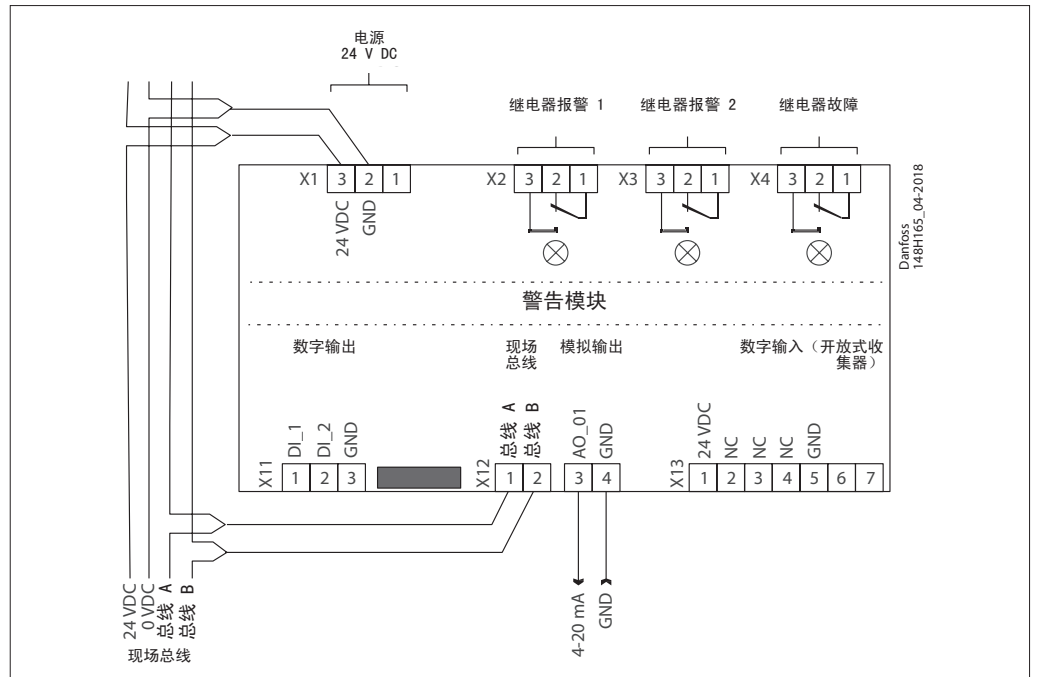 电源
24 V DC
继电器报警 1
继电器报警 2
继电器故障
X1 3 2 1
X2 3 2 1
X3 3 2 1
X4 3 2 1
24 VDC
GND
Danfoss
148H165_04-2018
警告模块
数字输出
现场
总线
模拟输出
数字输入（开放式收
集器）
DI_1
DI_2
GND
总线 A
总线 B
AO_01
GND
24 VDC
NC
NC
NC
GND
X11 1 2 3
X12 1 2
3 4
X13 1 2 3 4 5 6 7
24 VDC
0 VDC
总线 A
总线 B
现场总线
4-20 mA
GND